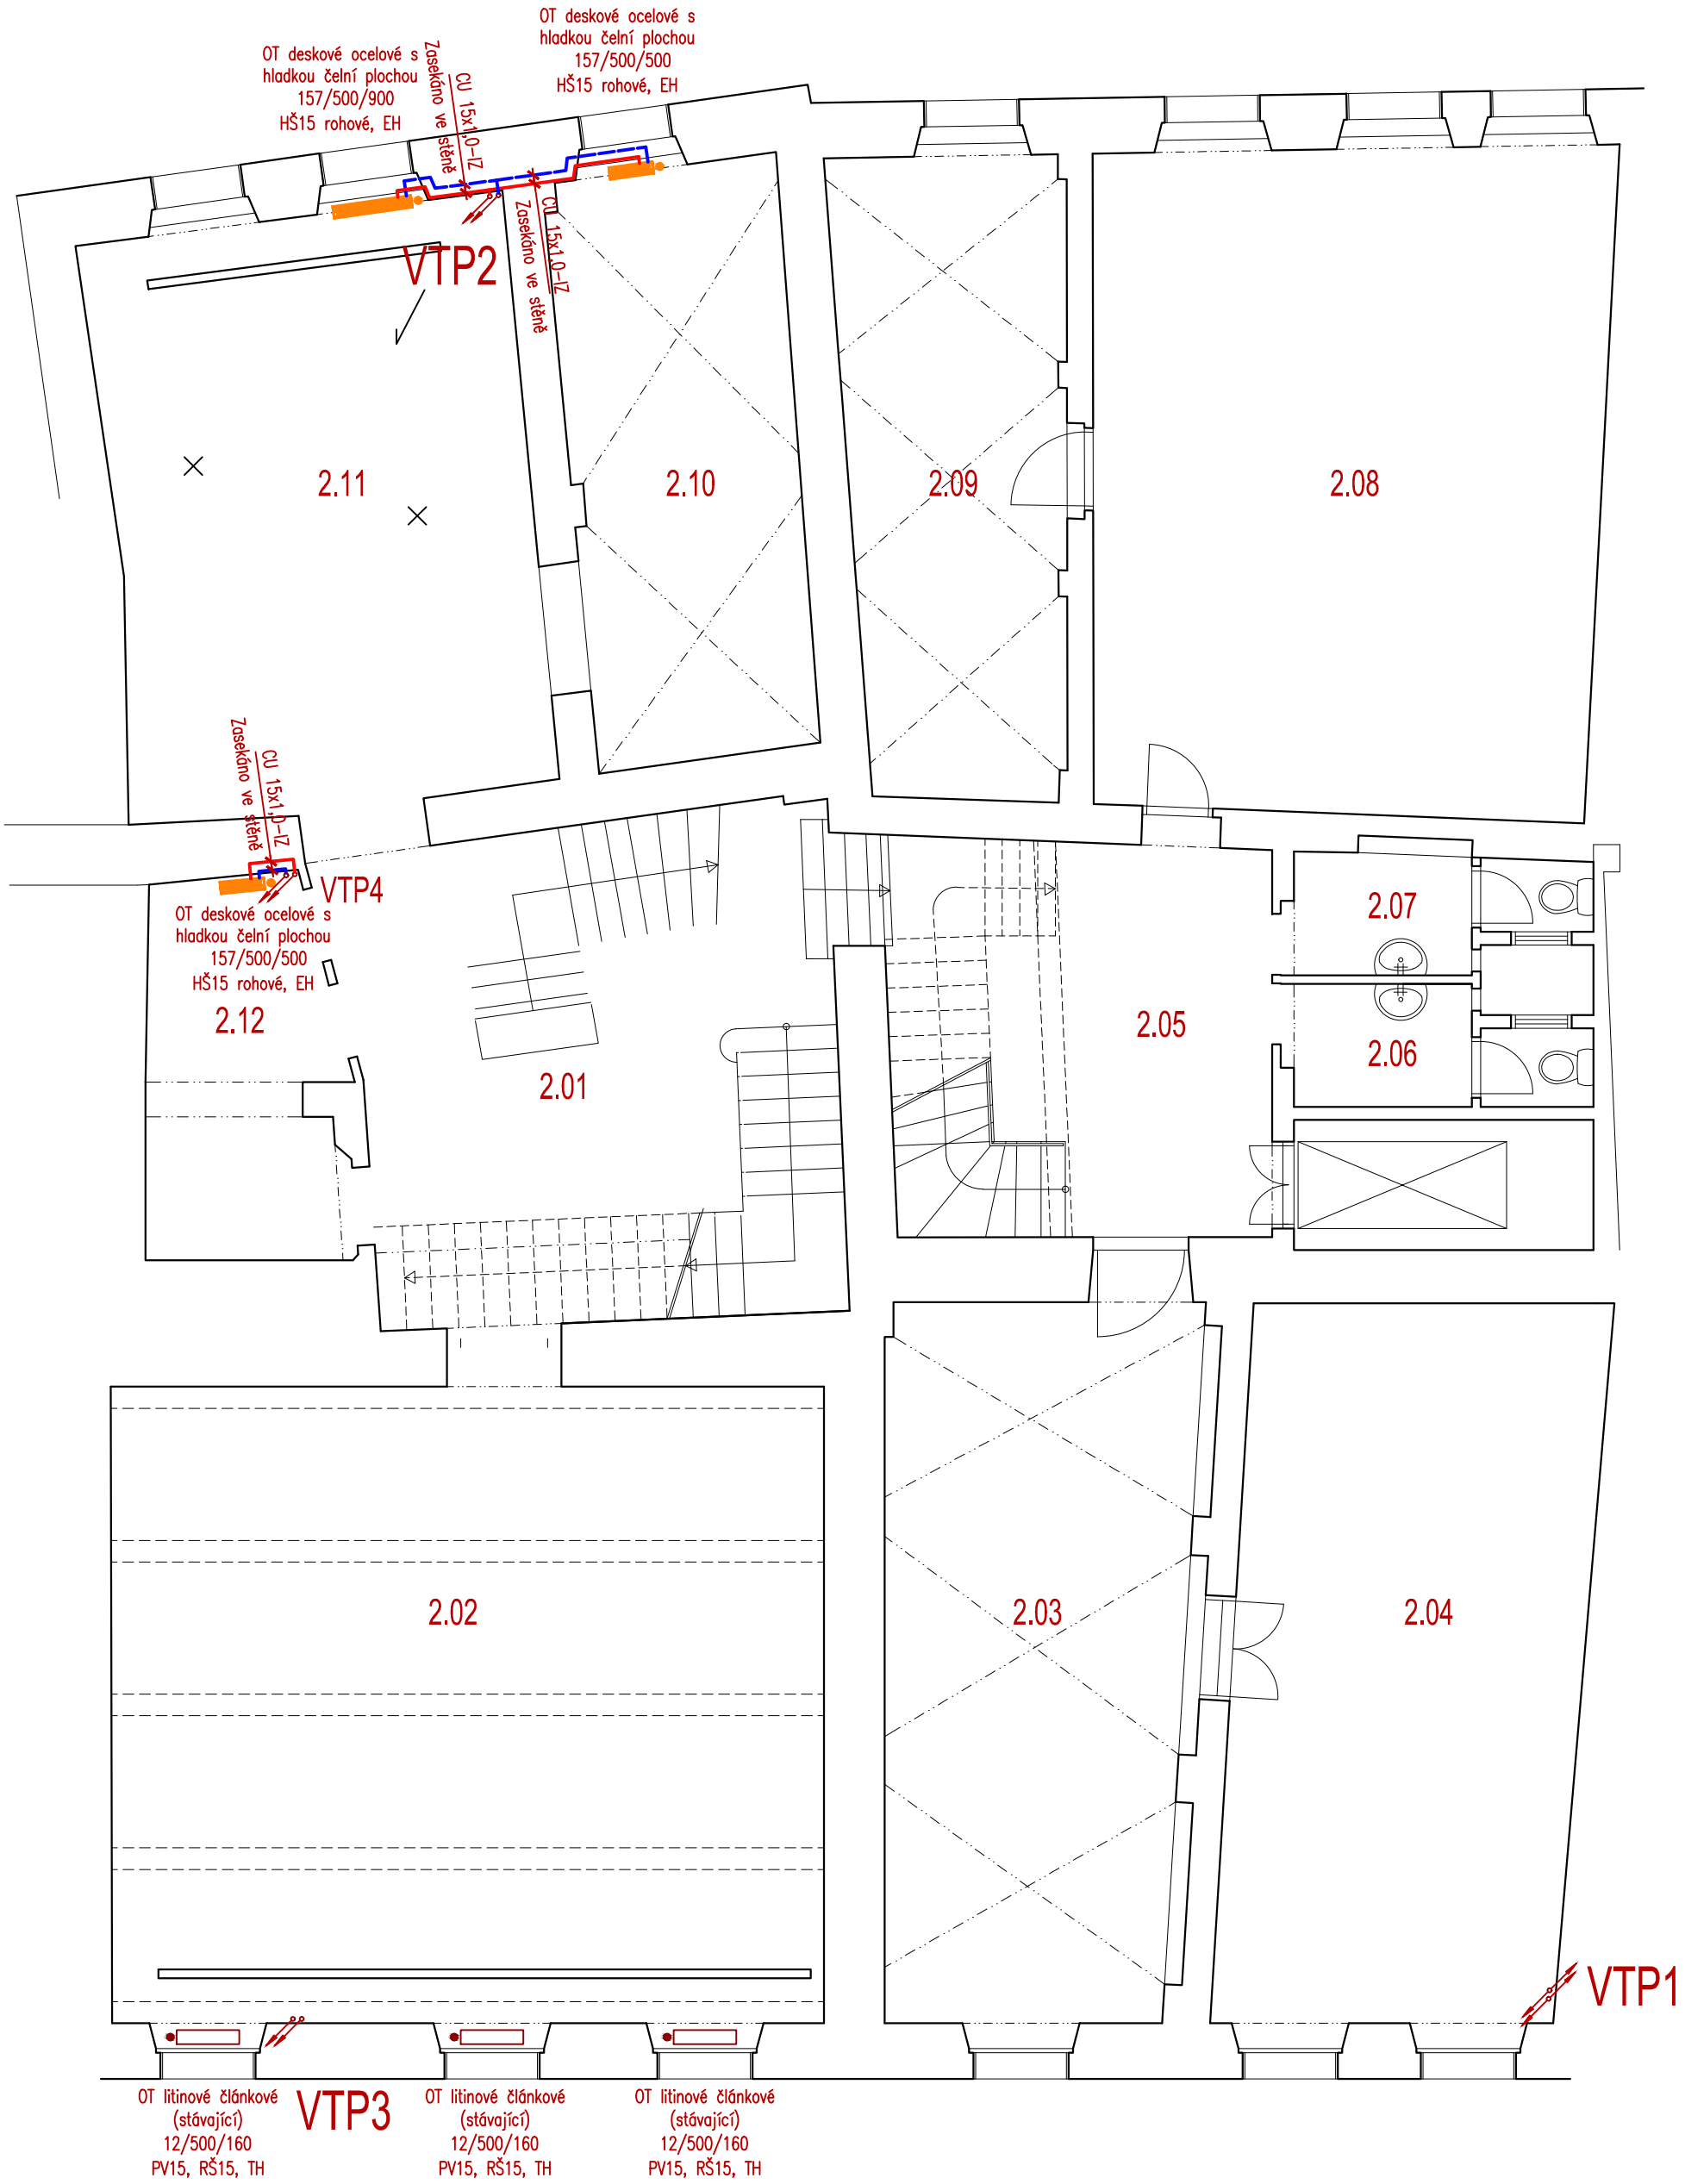 OT deskové ocelové s
hladkou čelní plochou
157/500/500
HŠ15 rohové, EH
OT deskové ocelové s
hladkou čelní plochou
157/500/900
HŠ15 rohové, EH
CU 15x1,0-IZ
Zasekáno ve stěně
CU 15x1,0-IZ
Zasekáno ve stěně
VTP2
2.11
2.10
2.09
2.08
CU 15x1,0-IZ
Zasekáno ve stěně
VTP4
OT deskové ocelové s
hladkou čelní plochou
157/500/500
HŠ15 rohové, EH
2.12
2.01
2.05
2.07
2.06
2.02
2.03
2.04
VTP1
OT litinové článkové
(stávající)
12/500/160
PV15, RŠ15, TH
VTP3
OT litinové článkové
(stávající)
12/500/160
PV15, RŠ15, TH
OT litinové článkové
(stávající)
12/500/160
PV15, RŠ15, TH